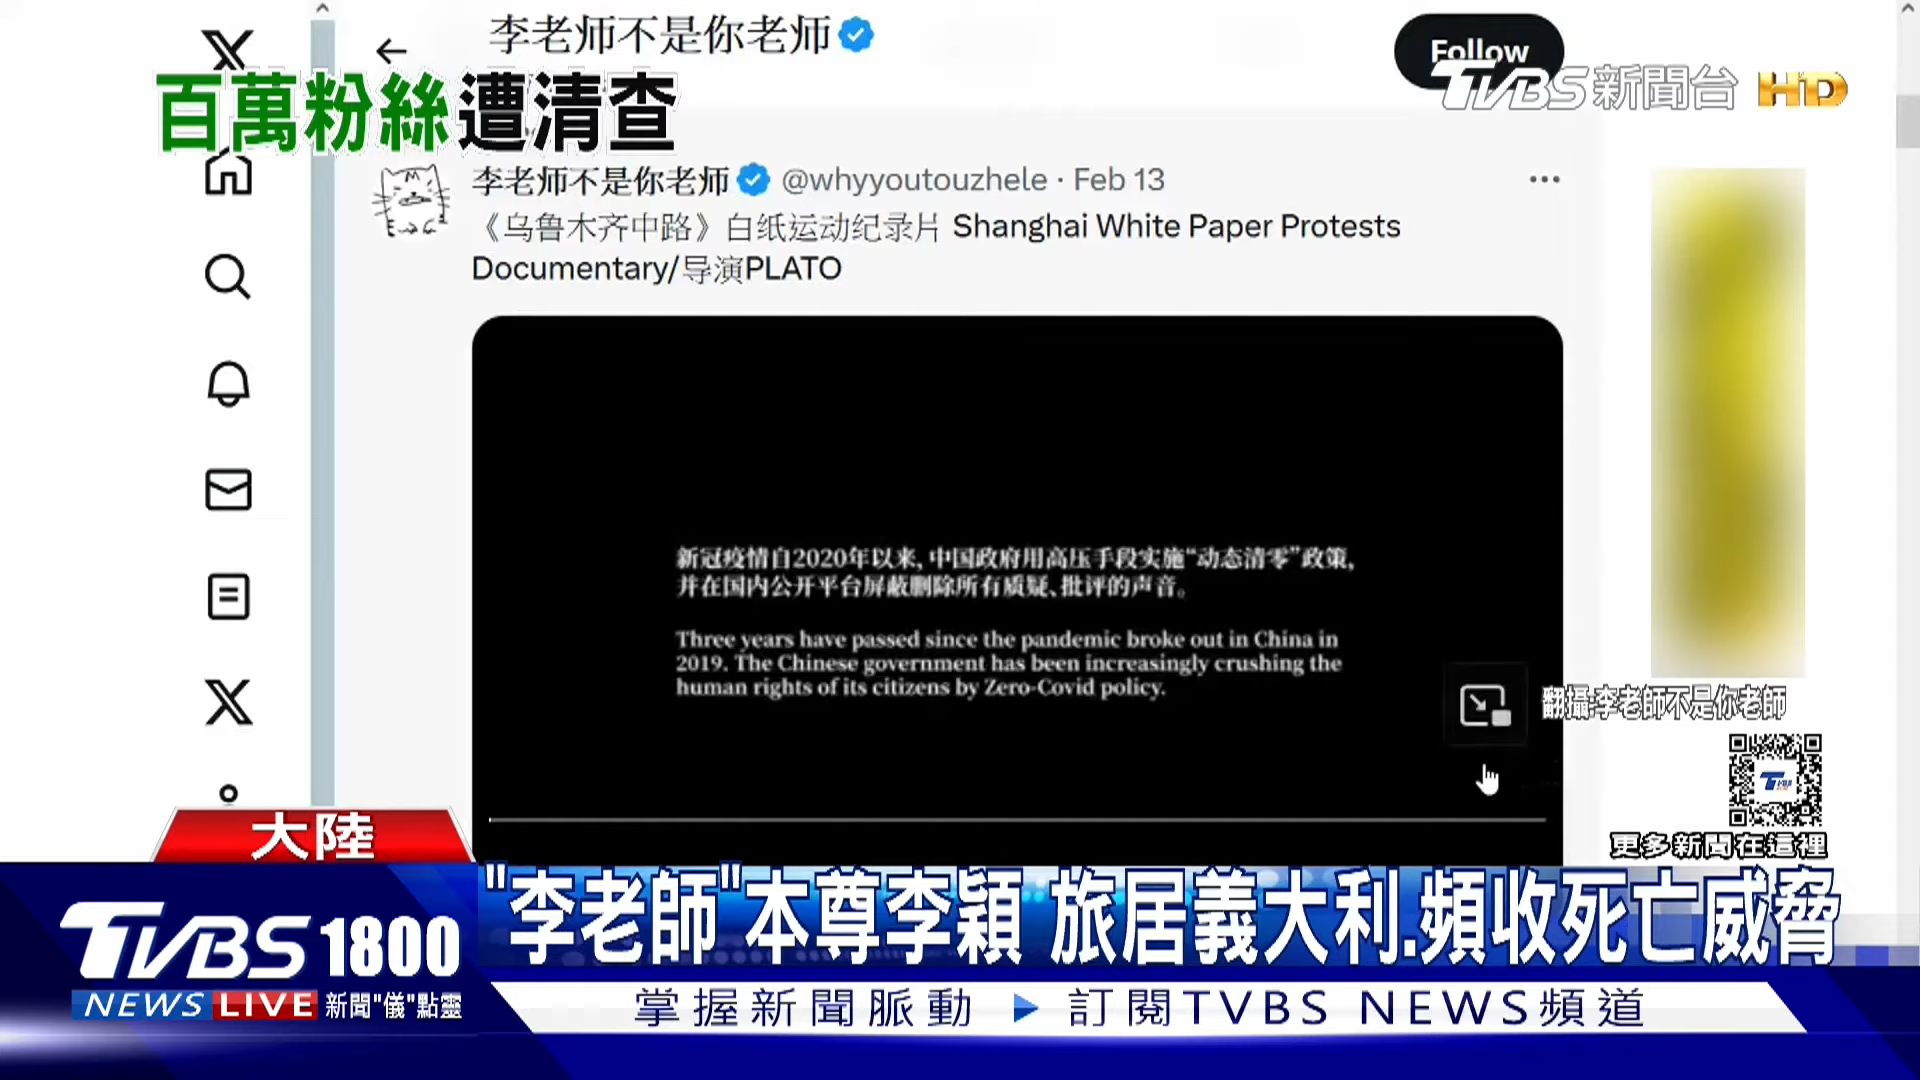 李老师不是你老师
Follow
TVBS新聞台 HD
百萬粉絲遭清查
李老师不是你老师 @whyyoutouzhele · Feb 13
《乌鲁木齐中路》白纸运动纪录片 Shanghai White Paper Protests
Documentary/导演PLATO
新冠疫情自2020年以来, 中国政府用高压手段实施“动态清零”政策,
并在国内公开平台屏蔽删除所有质疑、批评的声音。
Three years have passed since the pandemic broke out in China in
2019. The Chinese government has been increasingly crushing the
human rights of its citizens by Zero-Covid policy.
翻攝:李老師不是你老師
TVBS
更多新聞在這裡
大陸
"李老師"本尊李穎 旅居義大利.頻收死亡威脅
TVBS 1800
NEWS LIVE 新聞"儀"點靈
掌握新聞脈動 ▶ 訂閱TVBS NEWS頻道